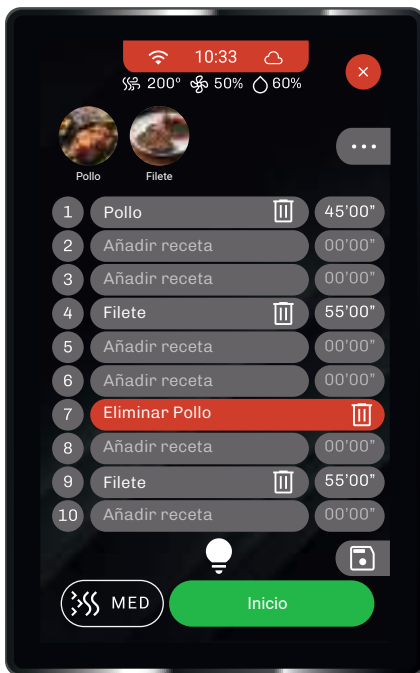 10:33
200° 50% 60%
Pollo Filete
...
1 Pollo 45'00"
2 Añadir receta 00'00"
3 Añadir receta 00'00"
4 Filete 55'00"
5 Añadir receta 00'00"
6 Añadir receta 00'00"
7 Eliminar Pollo
8 Añadir receta 00'00"
9 Filete 55'00"
10 Añadir receta 00'00"
MED Inicio